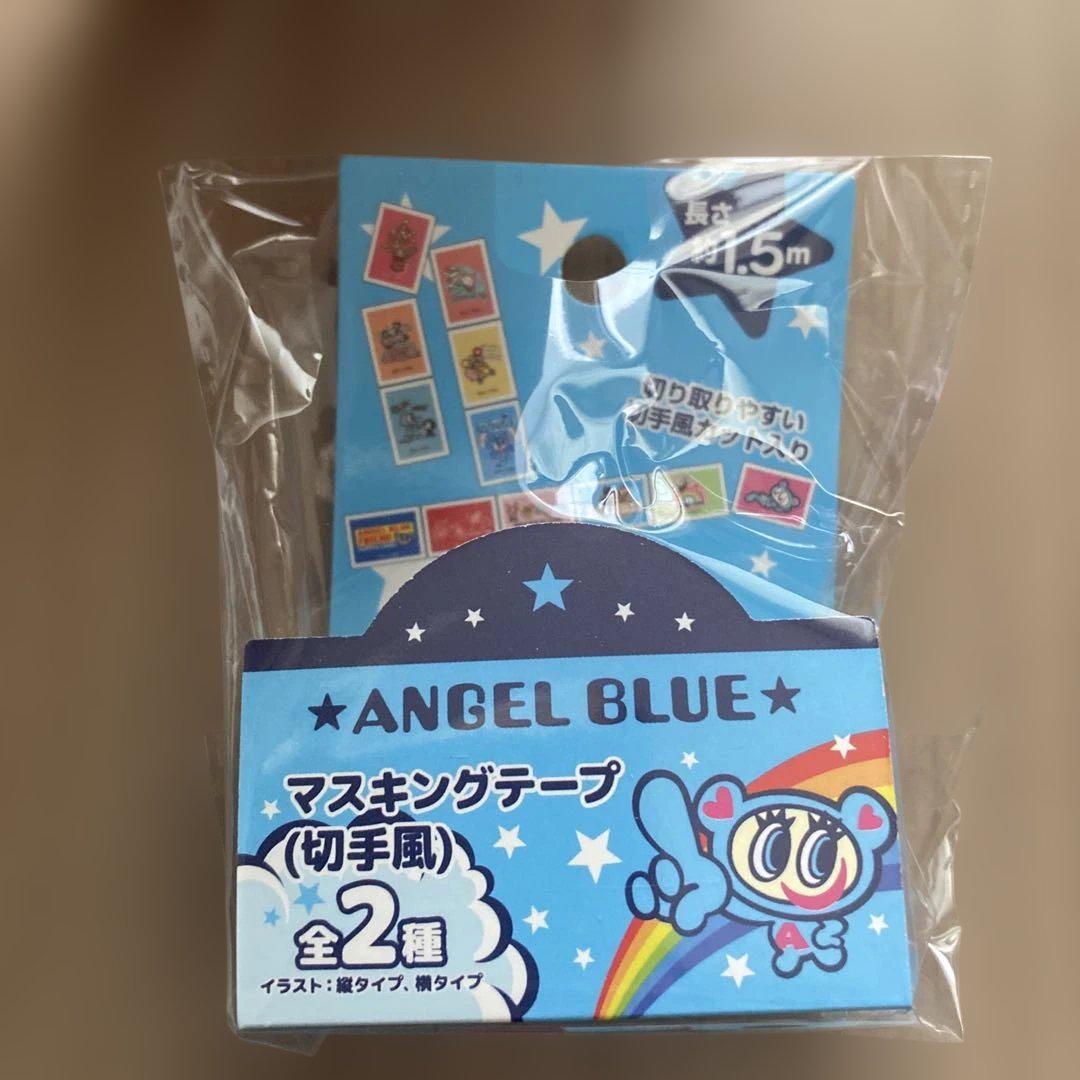 長さ
約1.5m
切り取りやすい
切手風カット入り
ANGEL BLUE
★ANGEL BLUE★
マスキングテープ
(切手風)
全2種
イラスト：縦タイプ、横タイプ
A